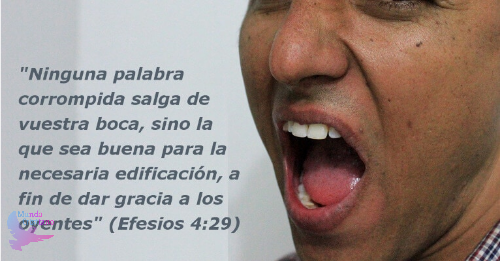 "Ninguna palabra
corrompida salga de
vuestra boca, sino la
que sea buena para la
necesaria edificación, a
fin de dar gracia a los
oyentes" (Efesios 4:29)